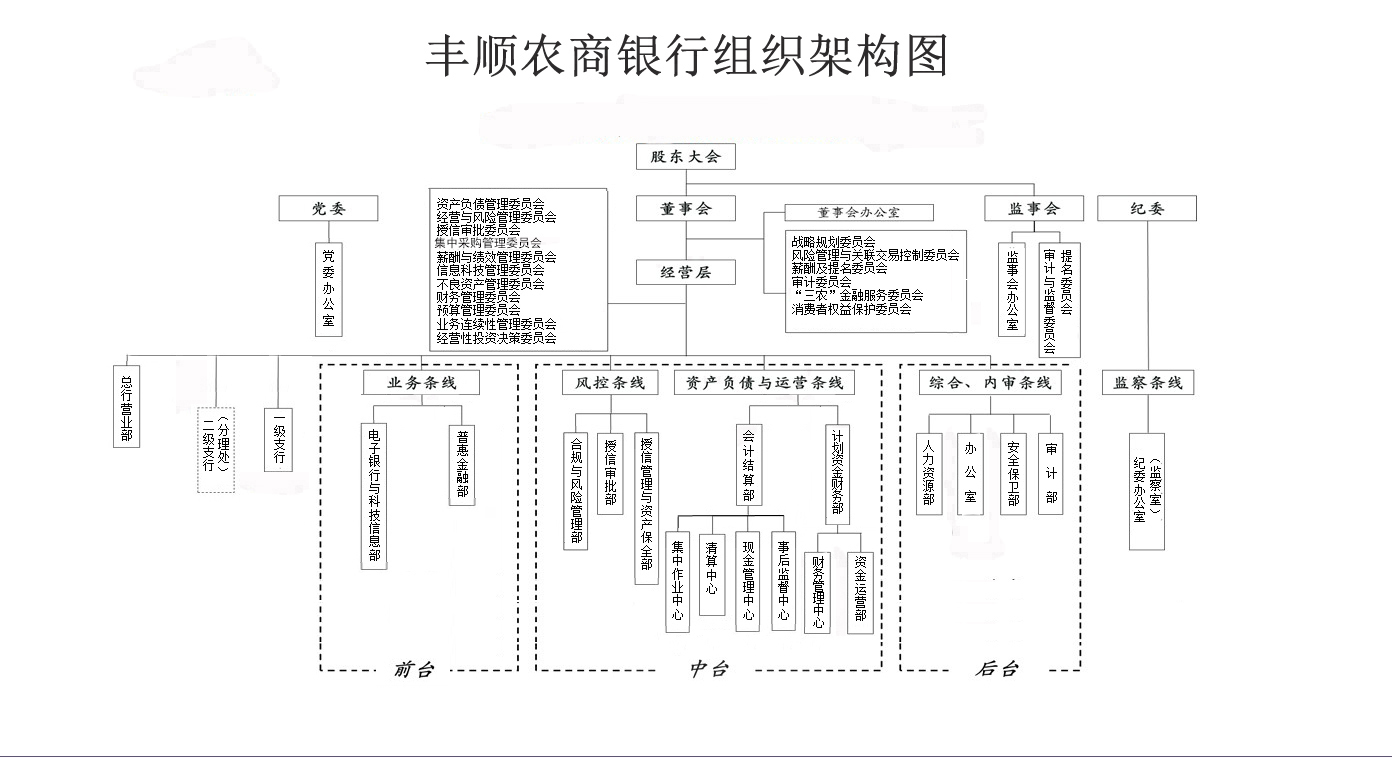 丰顺农商银行组织架构图
股东大会
党委
董事会
董事会办公室
监事会
纪委
党委办公室
资产负债管理委员会
经营与风险管理委员会
授信审批委员会
集中采购管理委员会
薪酬与绩效管理委员会
信息科技管理委员会
不良资产管理委员会
财务管理委员会
预算管理委员会
业务连续性管理委员会
经营性投资决策委员会
经营层
战略规划委员会
风险管理与关联交易控制委员会
薪酬及提名委员会
审计委员会
“三农”金融服务委员会
消费者权益保护委员会
监事会办公室
提名委员会
审计与监督委员会
总行营业部
（分理处）
二级支行
一级支行
业务条线
风控条线
资产负债与运营条线
综合、内审条线
监察条线
电子银行与科技信息部
普惠金融部
合规与风险管理部
授信审批部
授信管理与资产保全部
会计结算部
计划资金财务部
人力资源部
办公室
安全保卫部
审计部
（监察室）
纪委办公室
集中作业中心
清算中心
现金管理中心
事后监督中心
财务管理中心
资金运营部
前台
中台
后台